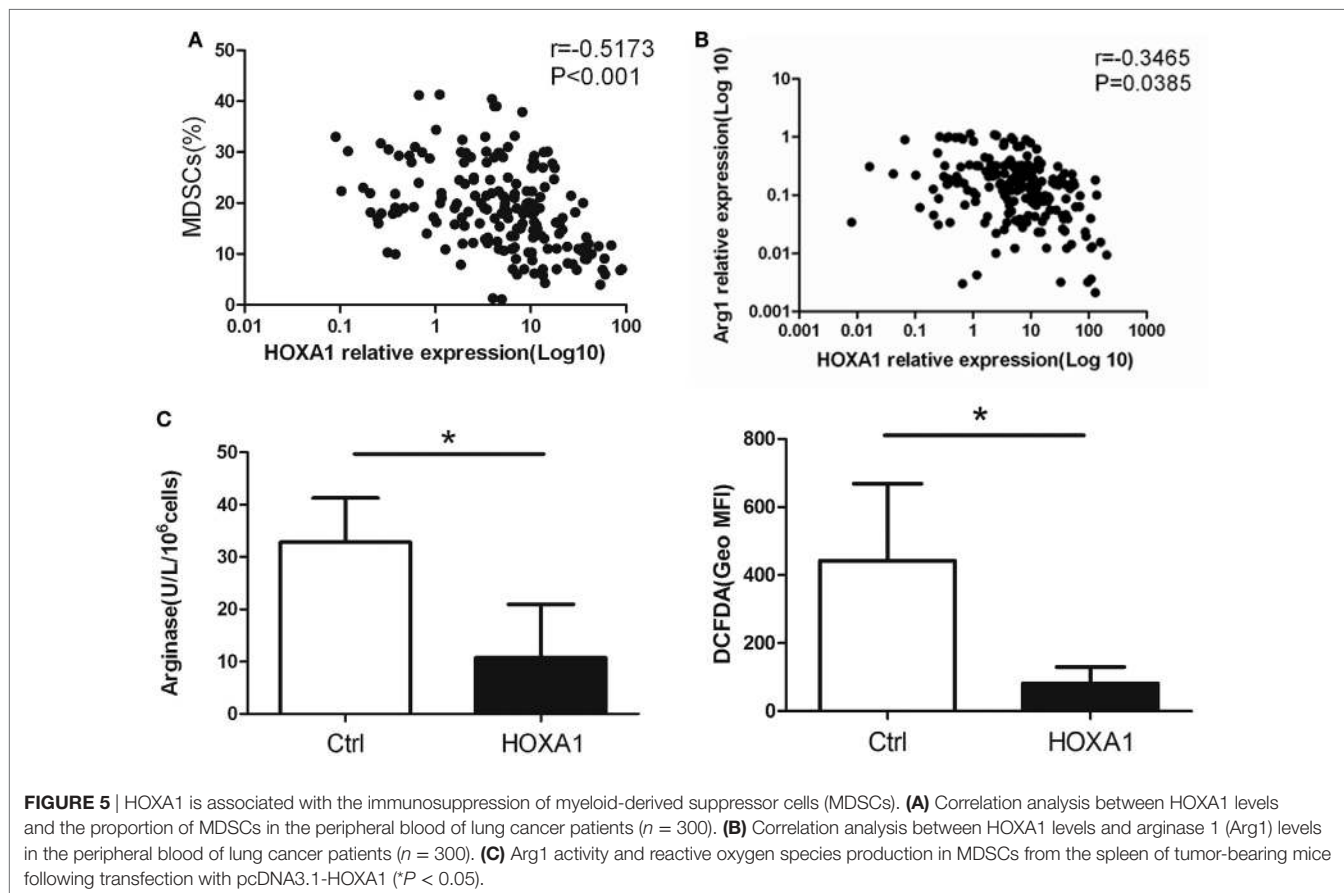 A
r=-0.5173
P<0.001
MDSCs(%)
50
40
30
20
10
0
0.01 0.1 1 10 100
HOXA1 relative expression(Log10)
B
r=-0.3465
P=0.0385
Arg1 relative expression(Log 10)
10
1
0.1
0.01
0.001
0.001 0.01 0.1 1 10 100 1000
HOXA1 relative expression(Log 10)
C
*
Arginase(U/L/10⁶cells)
50
40
30
20
10
0
Ctrl HOXA1
*
DCFDA(Geo MFI)
800
600
400
200
0
Ctrl HOXA1
FIGURE 5 | HOXA1 is associated with the immunosuppression of myeloid-derived suppressor cells (MDSCs). (A) Correlation analysis between HOXA1 levels
and the proportion of MDSCs in the peripheral blood of lung cancer patients (n = 300). (B) Correlation analysis between HOXA1 levels and arginase 1 (Arg1) levels
in the peripheral blood of lung cancer patients (n = 300). (C) Arg1 activity and reactive oxygen species production in MDSCs from the spleen of tumor-bearing mice
following transfection with pcDNA3.1-HOXA1 (*P < 0.05).